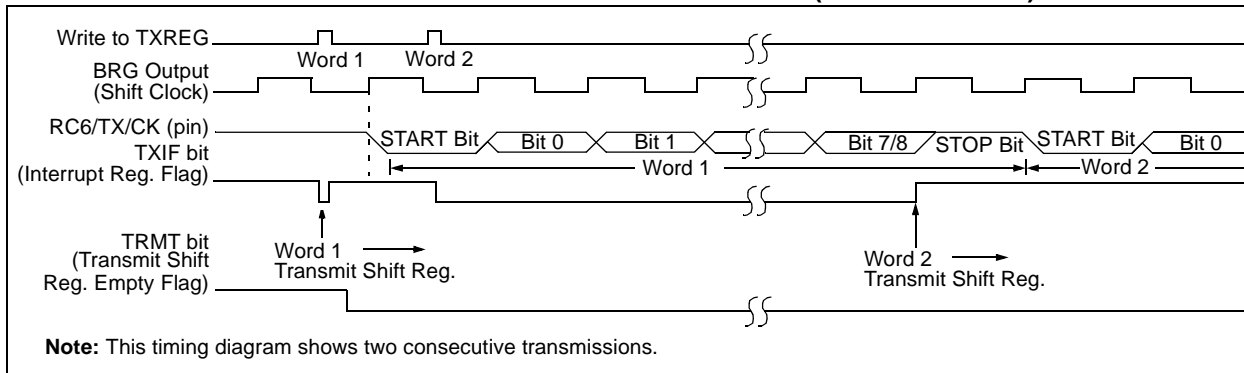 Write to TXREG
Word 1
Word 2
BRG Output
(Shift Clock)
RC6/TX/CK (pin)
START Bit
Bit 0
Bit 1
Bit 7/8
STOP Bit
START Bit
Bit 0
Word 1
Word 2
TXIF bit
(Interrupt Reg. Flag)
Word 1
Transmit Shift Reg.
Word 2
Transmit Shift Reg.
TRMT bit
(Transmit Shift
Reg. Empty Flag)
Note: This timing diagram shows two consecutive transmissions.